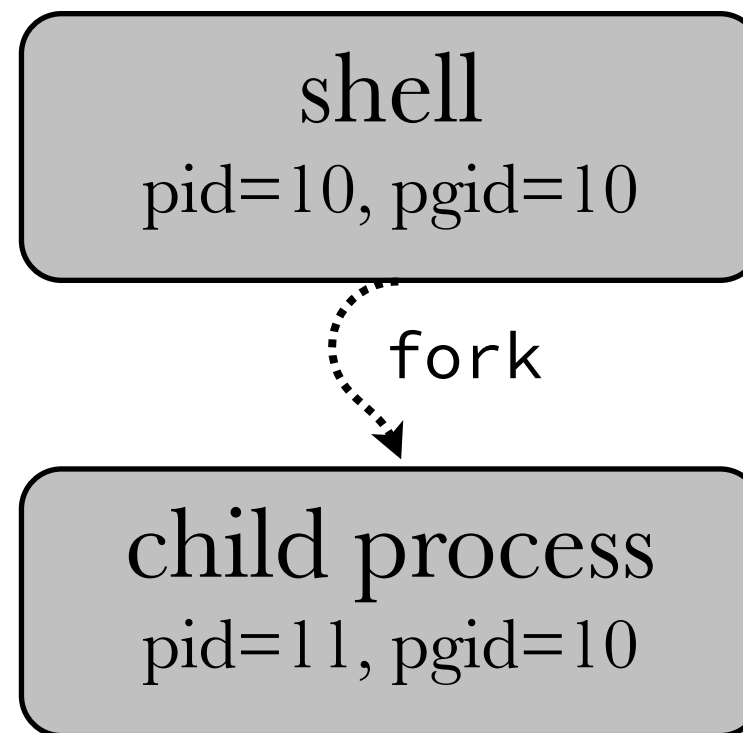 shell
pid=10, pgid=10
fork
child process
pid=11, pgid=10